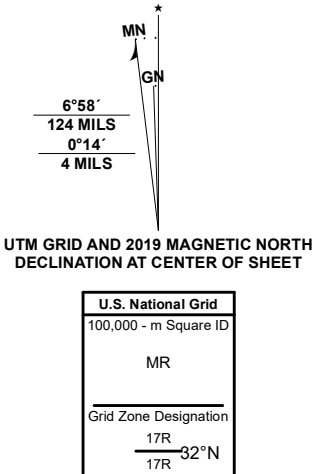 ★
MN
GN
6°58´
124 MILS
0°14´
4 MILS
UTM GRID AND 2019 MAGNETIC NORTH
DECLINATION AT CENTER OF SHEET
U.S. National Grid
100,000 - m Square ID
MR
Grid Zone Designation
17R
32°N
17R